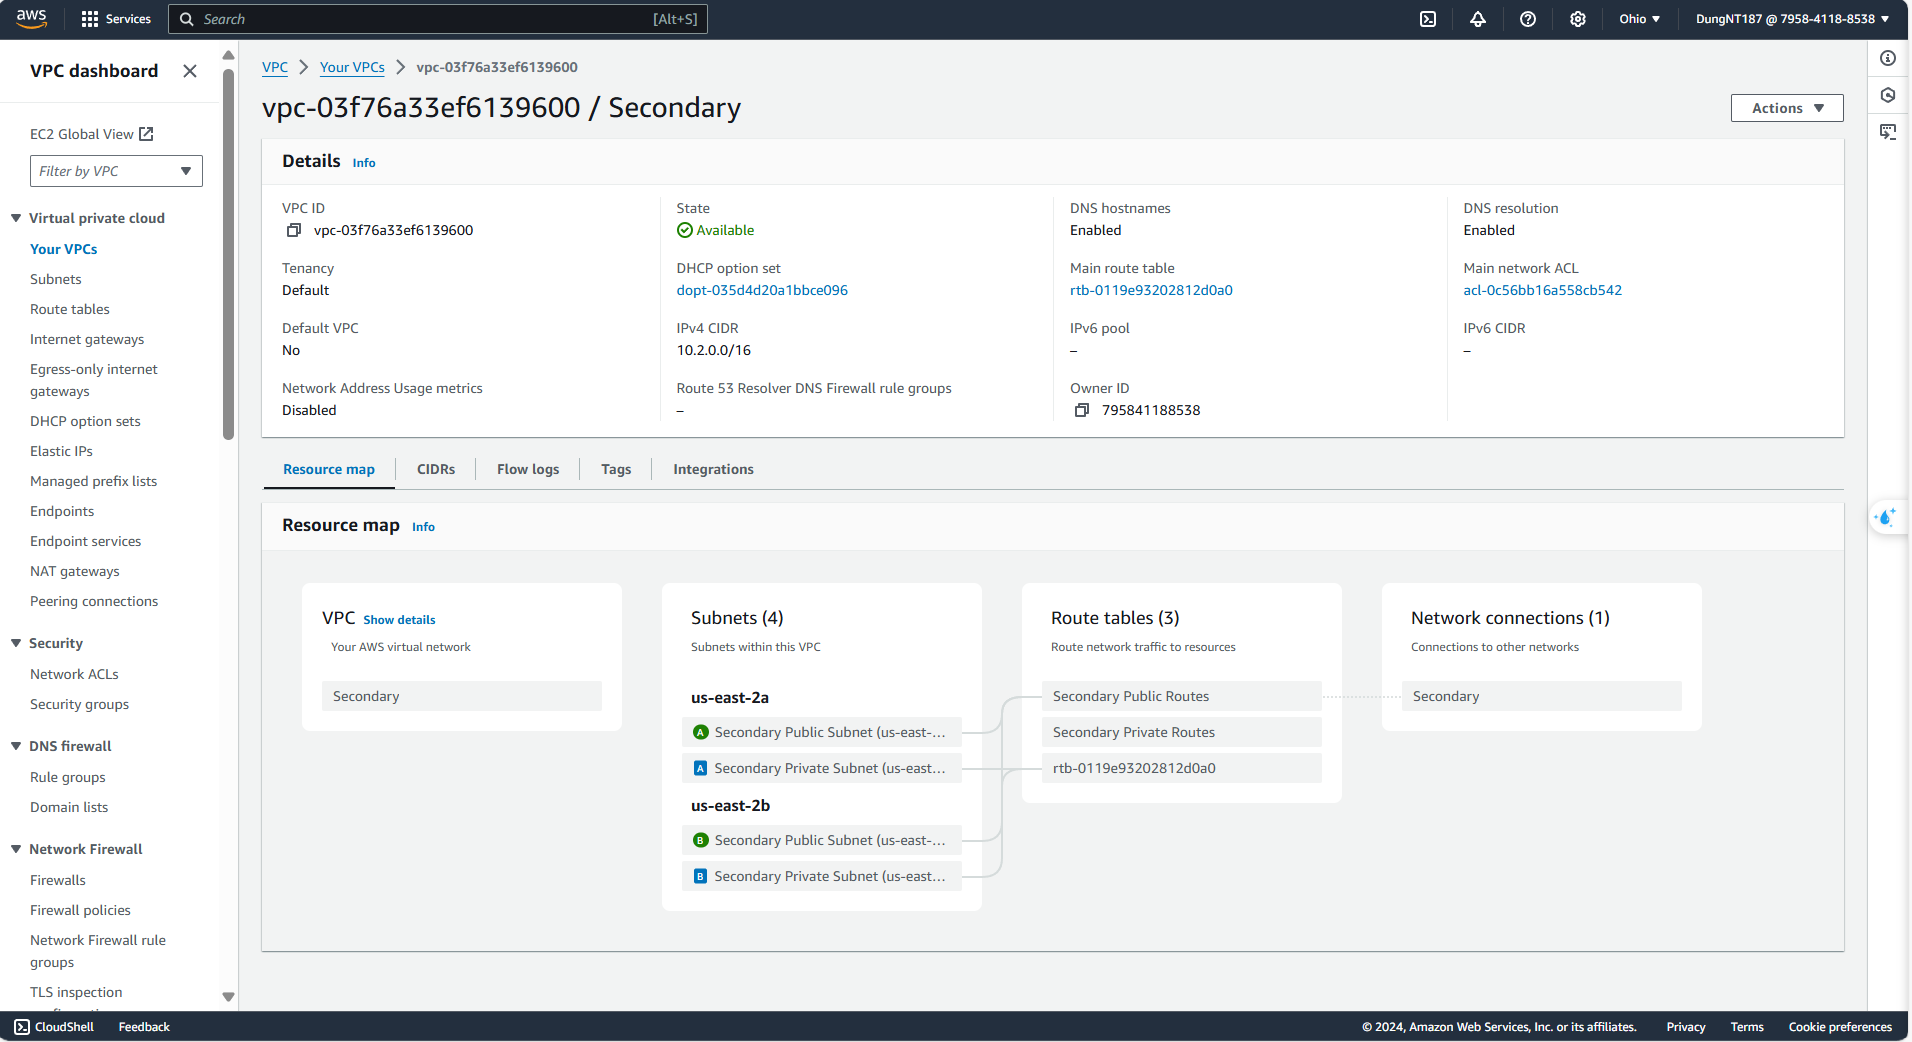 aws Services Search [Alt+S] Ohio DungNT187 @ 7958-4118-8538
VPC dashboard
EC2 Global View
Filter by VPC
Virtual private cloud
Your VPCs
Subnets
Route tables
Internet gateways
Egress-only internet
gateways
DHCP option sets
Elastic IPs
Managed prefix lists
Endpoints
Endpoint services
NAT gateways
Peering connections
Security
Network ACLs
Security groups
DNS firewall
Rule groups
Domain lists
Network Firewall
Firewalls
Firewall policies
Network Firewall rule
groups
TLS inspection
VPC Your VPCs vpc-03f76a33ef6139600
vpc-03f76a33ef6139600 / Secondary
Actions
Details Info
VPC ID
vpc-03f76a33ef6139600
State
Available
DNS hostnames
Enabled
DNS resolution
Enabled
Tenancy
Default
DHCP option set
dopt-035d4d20a1bbce096
Main route table
rtb-0119e93202812d0a0
Main network ACL
acl-0c56bb16a558cb542
Default VPC
No
IPv4 CIDR
10.2.0.0/16
IPv6 pool
–
IPv6 CIDR
–
Network Address Usage metrics
Disabled
Route 53 Resolver DNS Firewall rule groups
–
Owner ID
795841188538
Resource map CIDRs Flow logs Tags Integrations
Resource map Info
VPC Show details
Your AWS virtual network
Secondary
Subnets (4)
Subnets within this VPC
us-east-2a
A Secondary Public Subnet (us-east-...
A Secondary Private Subnet (us-east...
us-east-2b
B Secondary Public Subnet (us-east-...
B Secondary Private Subnet (us-east...
Route tables (3)
Route network traffic to resources
Secondary Public Routes
Secondary Private Routes
rtb-0119e93202812d0a0
Network connections (1)
Connections to other networks
Secondary
CloudShell Feedback © 2024, Amazon Web Services, Inc. or its affiliates. Privacy Terms Cookie preferences